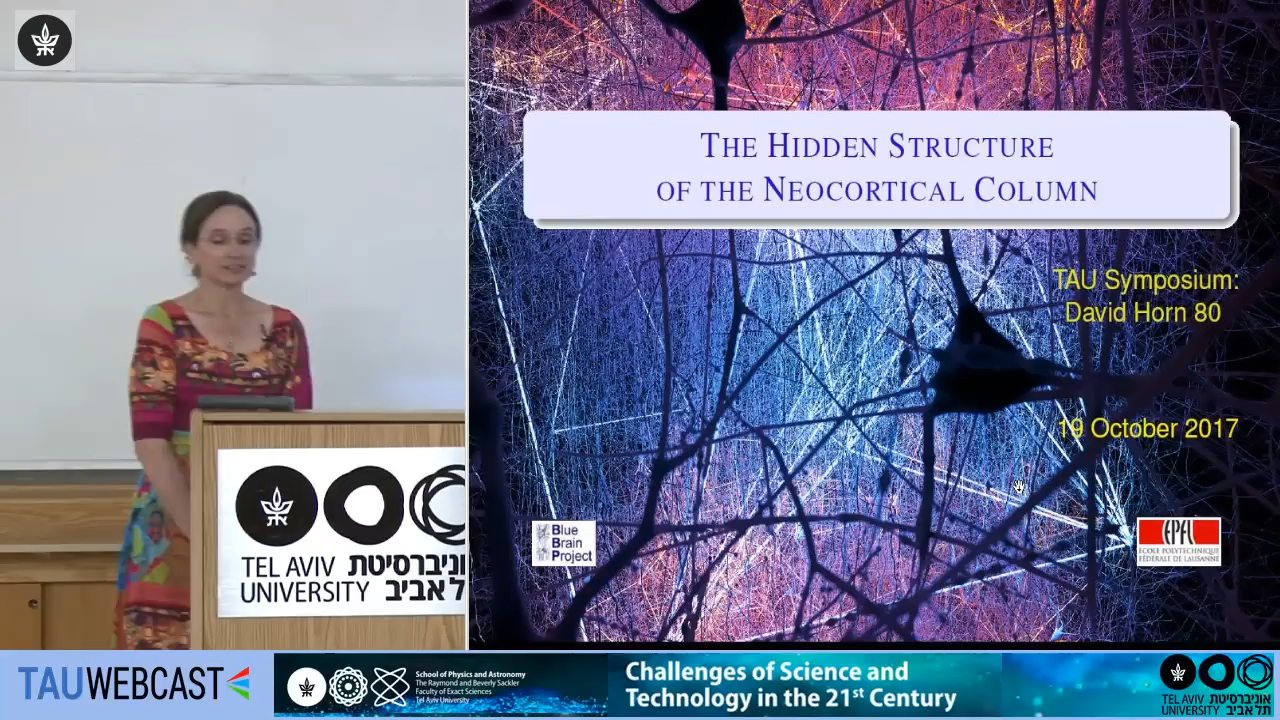 THE HIDDEN STRUCTURE
OF THE NEOCORTICAL COLUMN
TAU Symposium:
David Horn 80
19 October 2017
Blue
Brain
Project
EPFL
ÉCOLE POLYTECHNIQUE
FÉDÉRALE DE LAUSANNE
TEL AVIV אוניברסיטת
UNIVERSITY תל אביב
TAUWEBCAST
School of Physics and Astronomy
The Raymond and Beverly Sackler
Faculty of Exact Sciences
Tel Aviv University
Challenges of Science and
Technology in the 21st Century
TEL AVIV אוניברסיטת
UNIVERSITY תל אביב